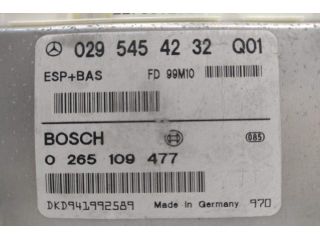 029 545 42 32 Q01
ESP+BAS FD 99M10
BOSCH 085
0 265 109 477
DKD941992589 Made in Germany 970